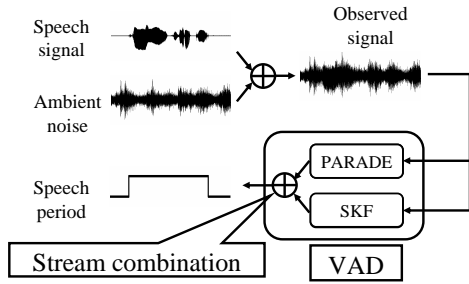 Speech
signal
Observed
signal
Ambient
noise
Speech
period
PARADE
SKF
Stream combination
VAD